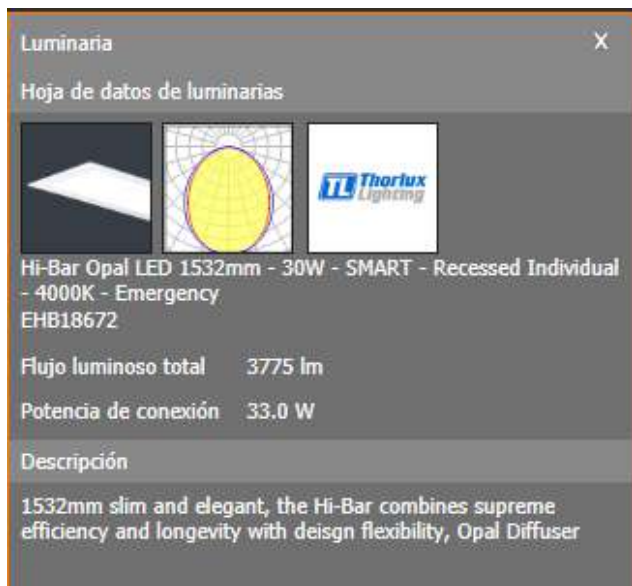 Luminaria X
Hoja de datos de luminarias
TL Thorlux
Lighting
Hi-Bar Opal LED 1532mm - 30W - SMART - Recessed Individual
- 4000K - Emergency
EHB18672
Flujo luminoso total 3775 lm
Potencia de conexión 33.0 W
Descripción
1532mm slim and elegant, the Hi-Bar combines supreme
efficiency and longevity with deisgn flexibility, Opal Diffuser